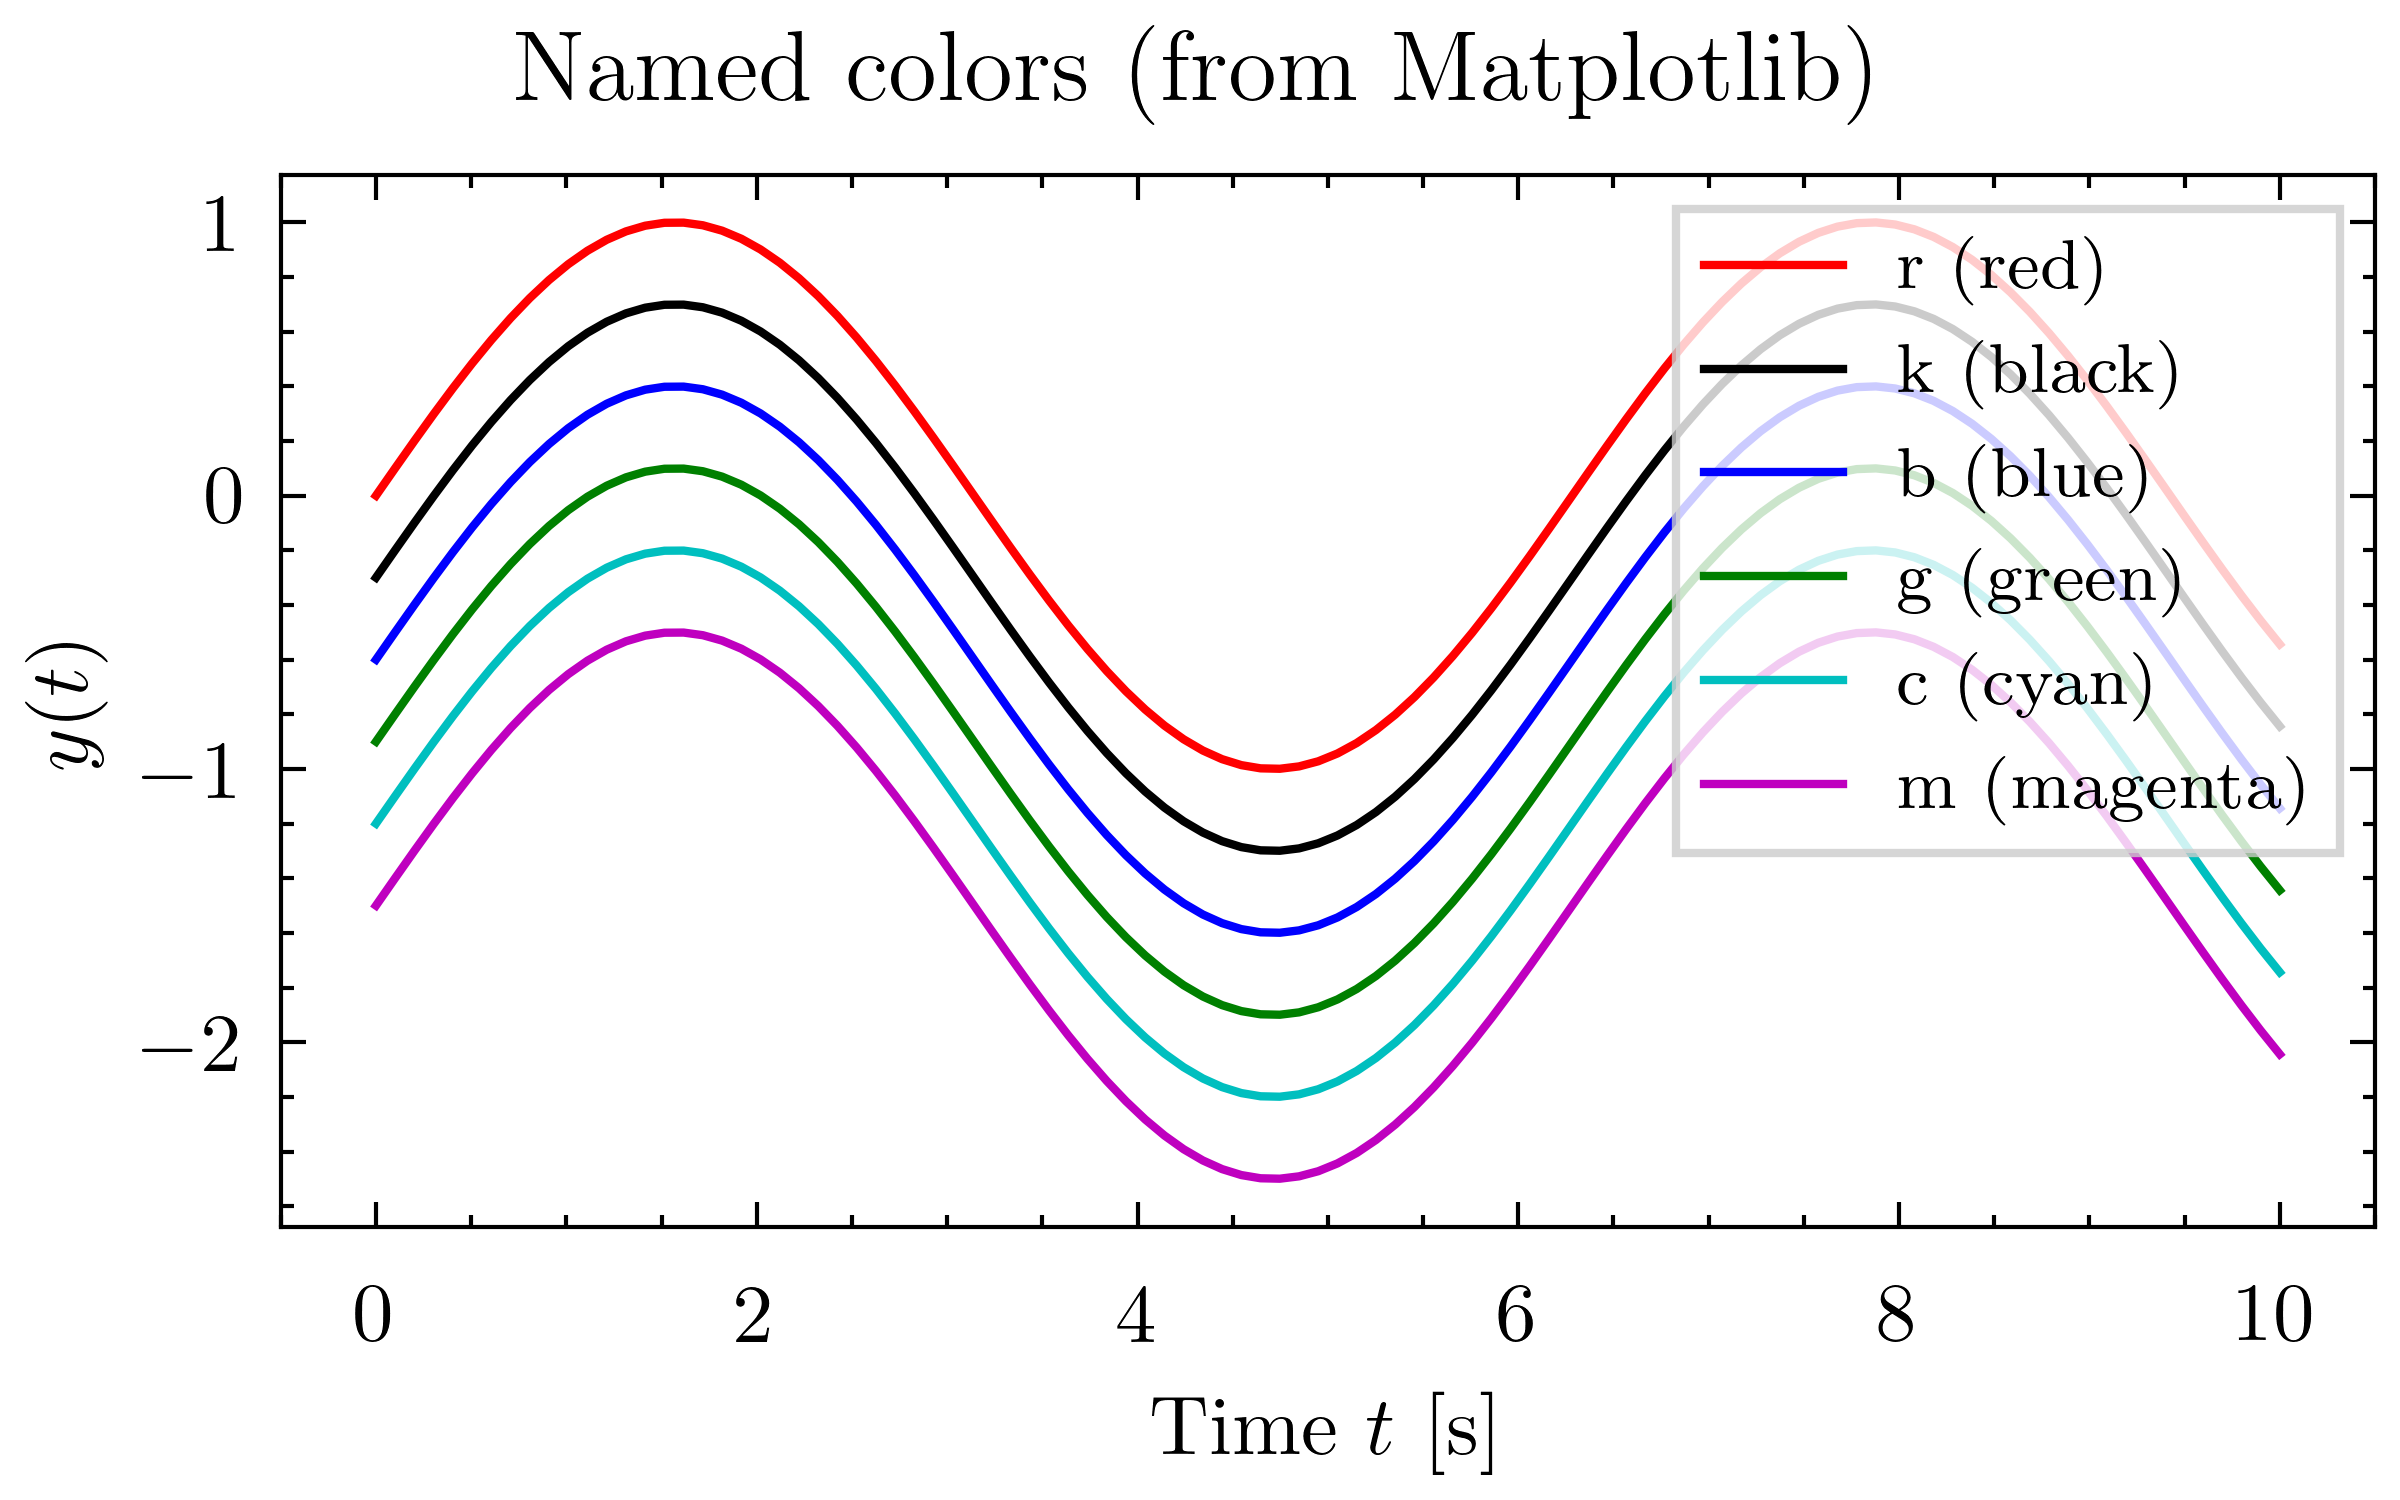 Named colors (from Matplotlib)
1
0
−1
−2
y(t)
r (red)
k (black)
b (blue)
g (green)
c (cyan)
m (magenta)
0 2 4 6 8 10
Time t [s]